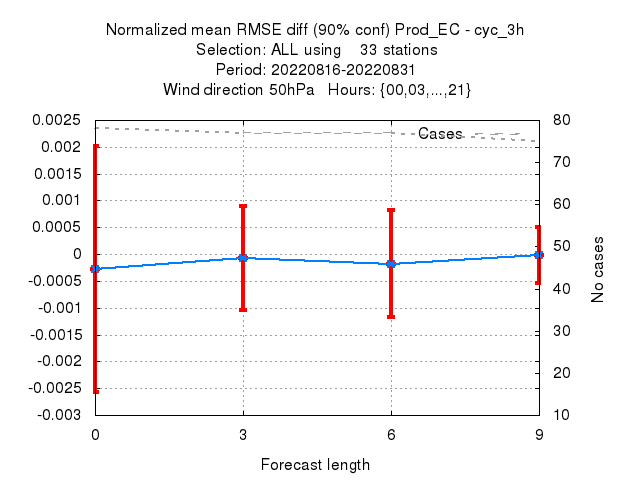 Normalized mean RMSE diff (90% conf) Prod_EC - cyc_3h
Selection: ALL using    33 stations
Period: 20220816-20220831
Wind direction 50hPa   Hours: {00,03,...,21}
0.0025
0.002
0.0015
0.001
0.0005
0
-0.0005
-0.001
-0.0015
-0.002
-0.0025
-0.003
Cases
80
70
60
50
40
30
20
10
No cases
0 3 6 9
Forecast length